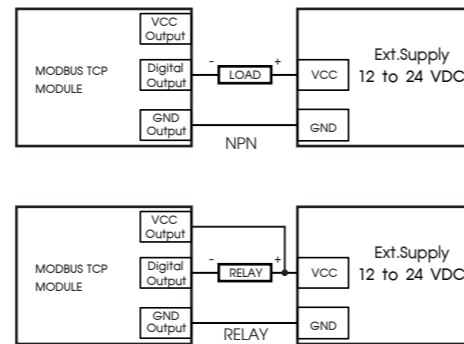 VCC
Output
MODBUS TCP
MODULE
Digital
Output
- LOAD +
VCC
Ext.Supply
12 to 24 VDC
GND
Output
GND
NPN
VCC
Output
MODBUS TCP
MODULE
Digital
Output
- RELAY +
VCC
Ext.Supply
12 to 24 VDC
GND
Output
GND
RELAY